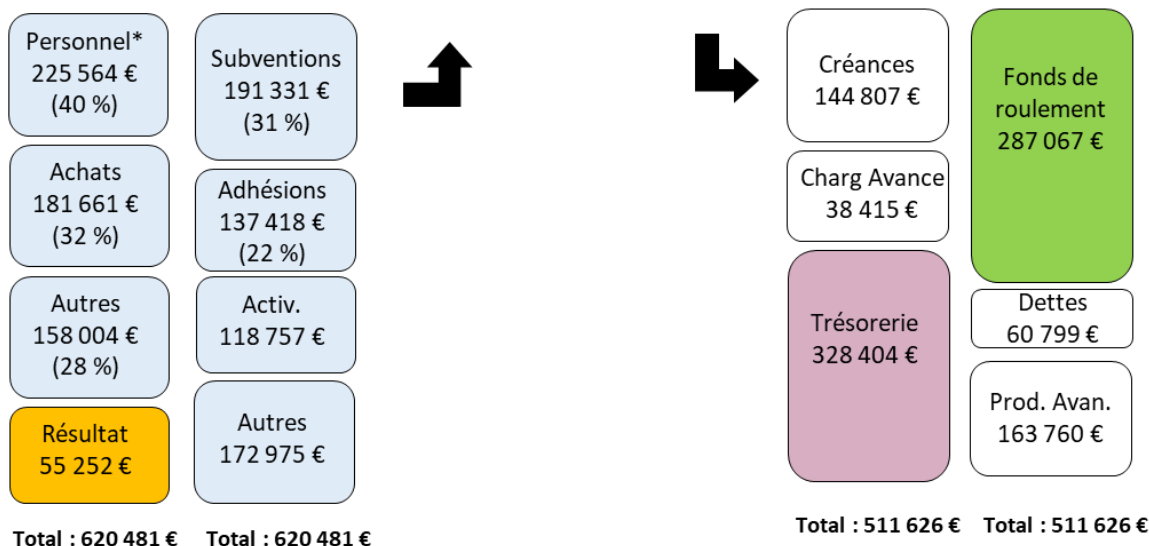 Personnel*
225 564 €
(40 %)
Achats
181 661 €
(32 %)
Autres
158 004 €
(28 %)
Résultat
55 252 €
Total : 620 481 €
Subventions
191 331 €
(31 %)
Adhésions
137 418 €
(22 %)
Activ.
118 757 €
Autres
172 975 €
Total : 620 481 €
Créances
144 807 €
Charg Avance
38 415 €
Trésorerie
328 404 €
Total : 511 626 €
Fonds de
roulement
287 067 €
Dettes
60 799 €
Prod. Avan.
163 760 €
Total : 511 626 €